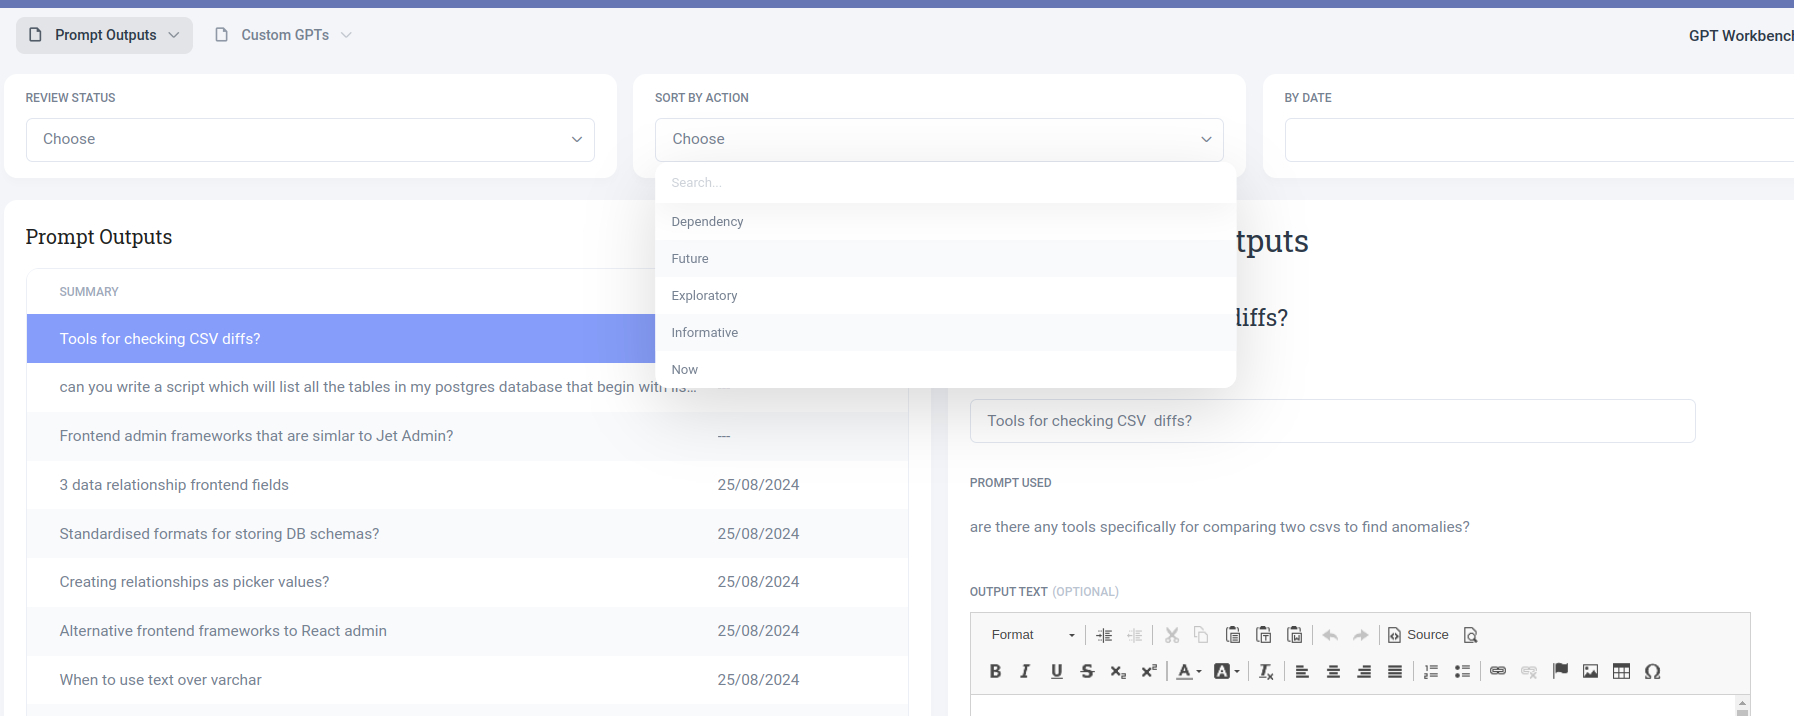 Prompt Outputs
Custom GPTs
GPT Workbench
REVIEW STATUS
Choose
SORT BY ACTION
Choose
BY DATE
Search...
Dependency
Future
Exploratory
Informative
Now
Prompt Outputs
SUMMARY
Tools for checking CSV diffs?
can you write a script which will list all the tables in my postgres database that begin with lis... ---
Frontend admin frameworks that are simlar to Jet Admin? ---
3 data relationship frontend fields 25/08/2024
Standardised formats for storing DB schemas? 25/08/2024
Creating relationships as picker values? 25/08/2024
Alternative frontend frameworks to React admin 25/08/2024
When to use text over varchar 25/08/2024
tputs
diffs?
Tools for checking CSV  diffs?
PROMPT USED
are there any tools specifically for comparing two csvs to find anomalies?
OUTPUT TEXT (OPTIONAL)
Format
Source